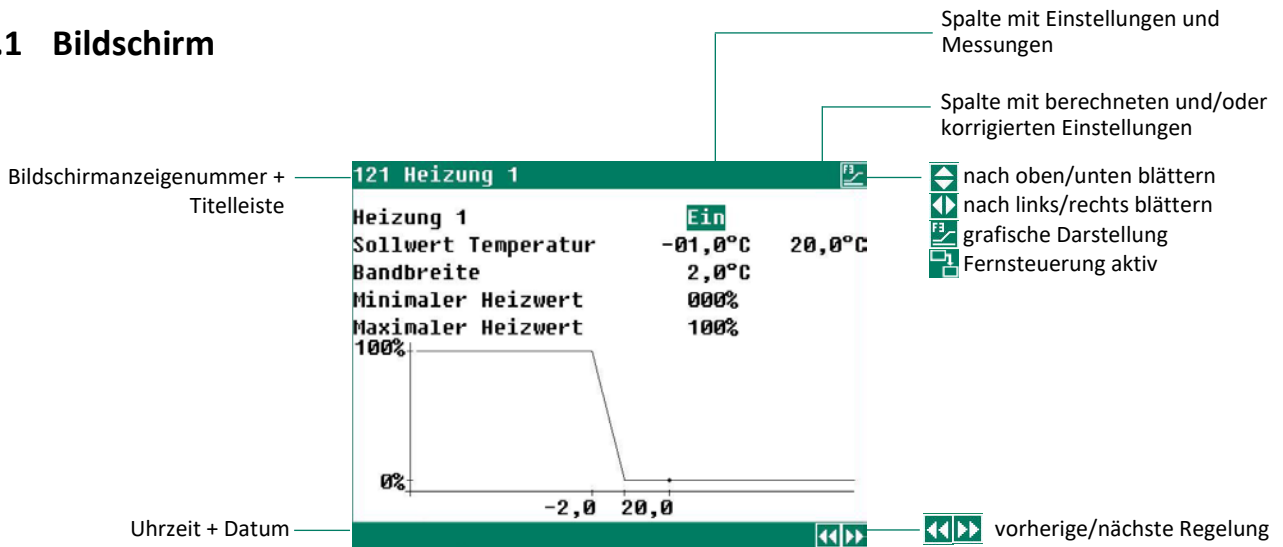 .1 Bildschirm
Spalte mit Einstellungen und
Messungen
Spalte mit berechneten und/oder
korrigierten Einstellungen
Bildschirmanzeigenummer +
Titelleiste
121 Heizung 1
F3
nach oben/unten blättern
nach links/rechts blättern
F3
grafische Darstellung
Fernsteuerung aktiv
Heizung 1 Ein
Sollwert Temperatur -01,0°C 20,0°C
Bandbreite 2,0°C
Minimaler Heizwert 000%
Maximaler Heizwert 100%
100%
0%
-2,0 20,0
Uhrzeit + Datum
vorherige/nächste Regelung